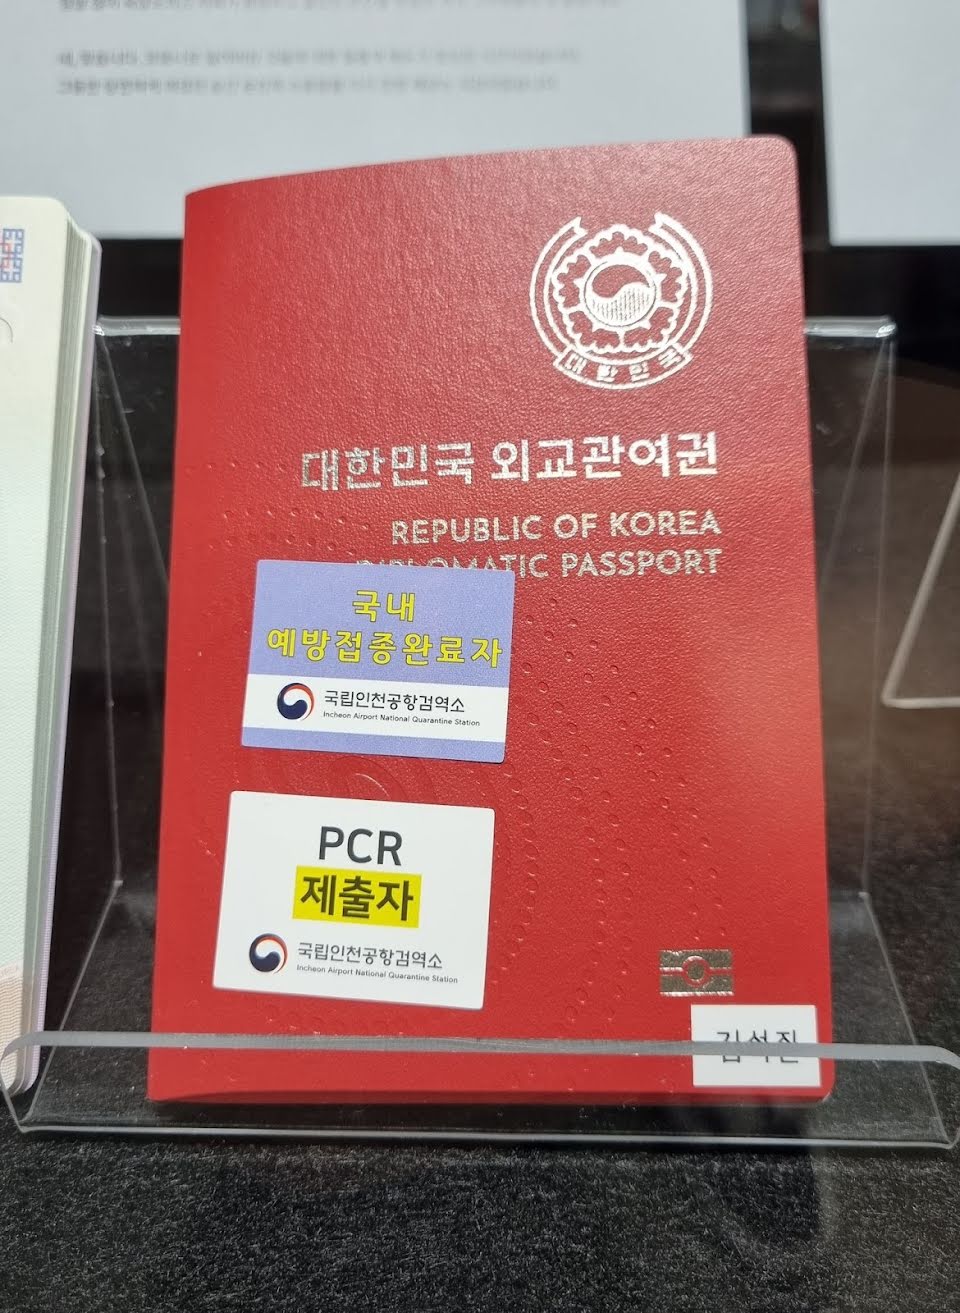 대한민국
대한민국 외교관여권
REPUBLIC OF KOREA
DIPLOMATIC PASSPORT
국내
예방접종완료자
국립인천공항검역소
Incheon Airport National Quarantine Station
PCR
제출자
국립인천공항검역소
Incheon Airport National Quarantine Station
김석진